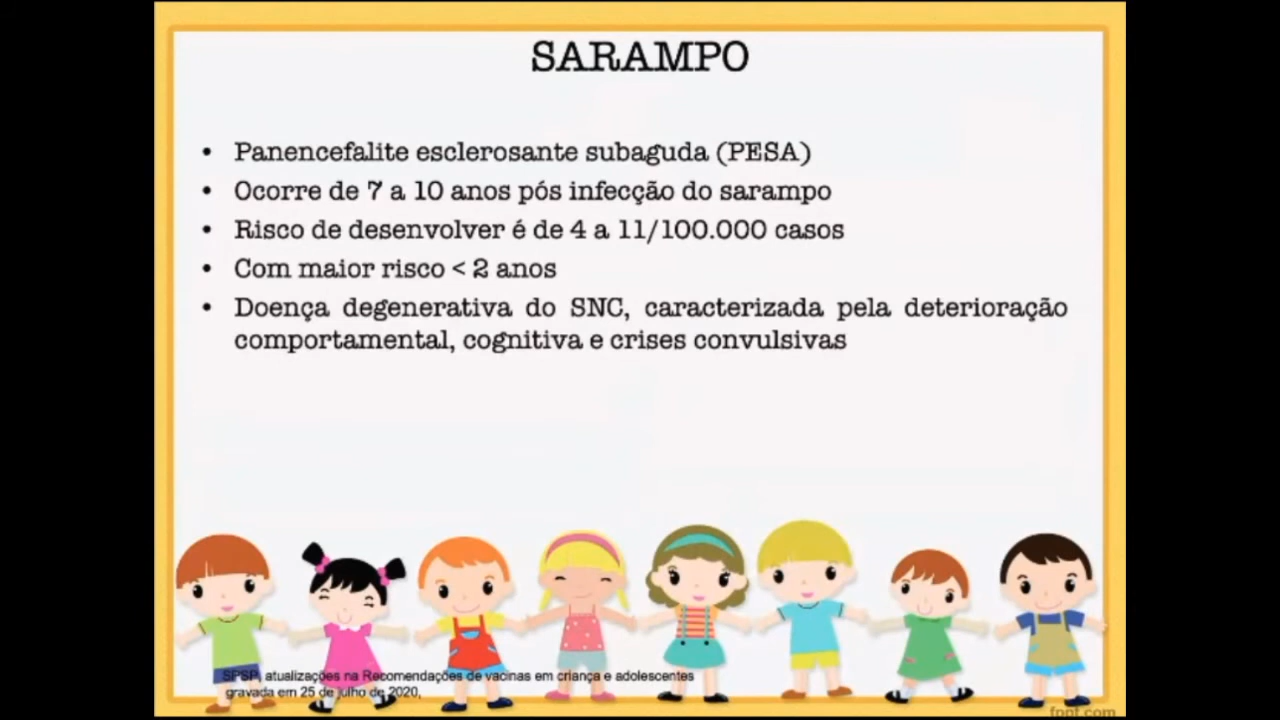 SARAMPO
• Panencefalite esclerosante subaguda (PESA)
• Ocorre de 7 a 10 anos pós infecção do sarampo
• Risco de desenvolver é de 4 a 11/100.000 casos
• Com maior risco < 2 anos
• Doença degenerativa do SNC, caracterizada pela deterioração
comportamental, cognitiva e crises convulsivas
SPSP, atualizações na Recomendações de vacinas em criança e adolescentes
gravada em 25 de julho de 2020,
fppt.com